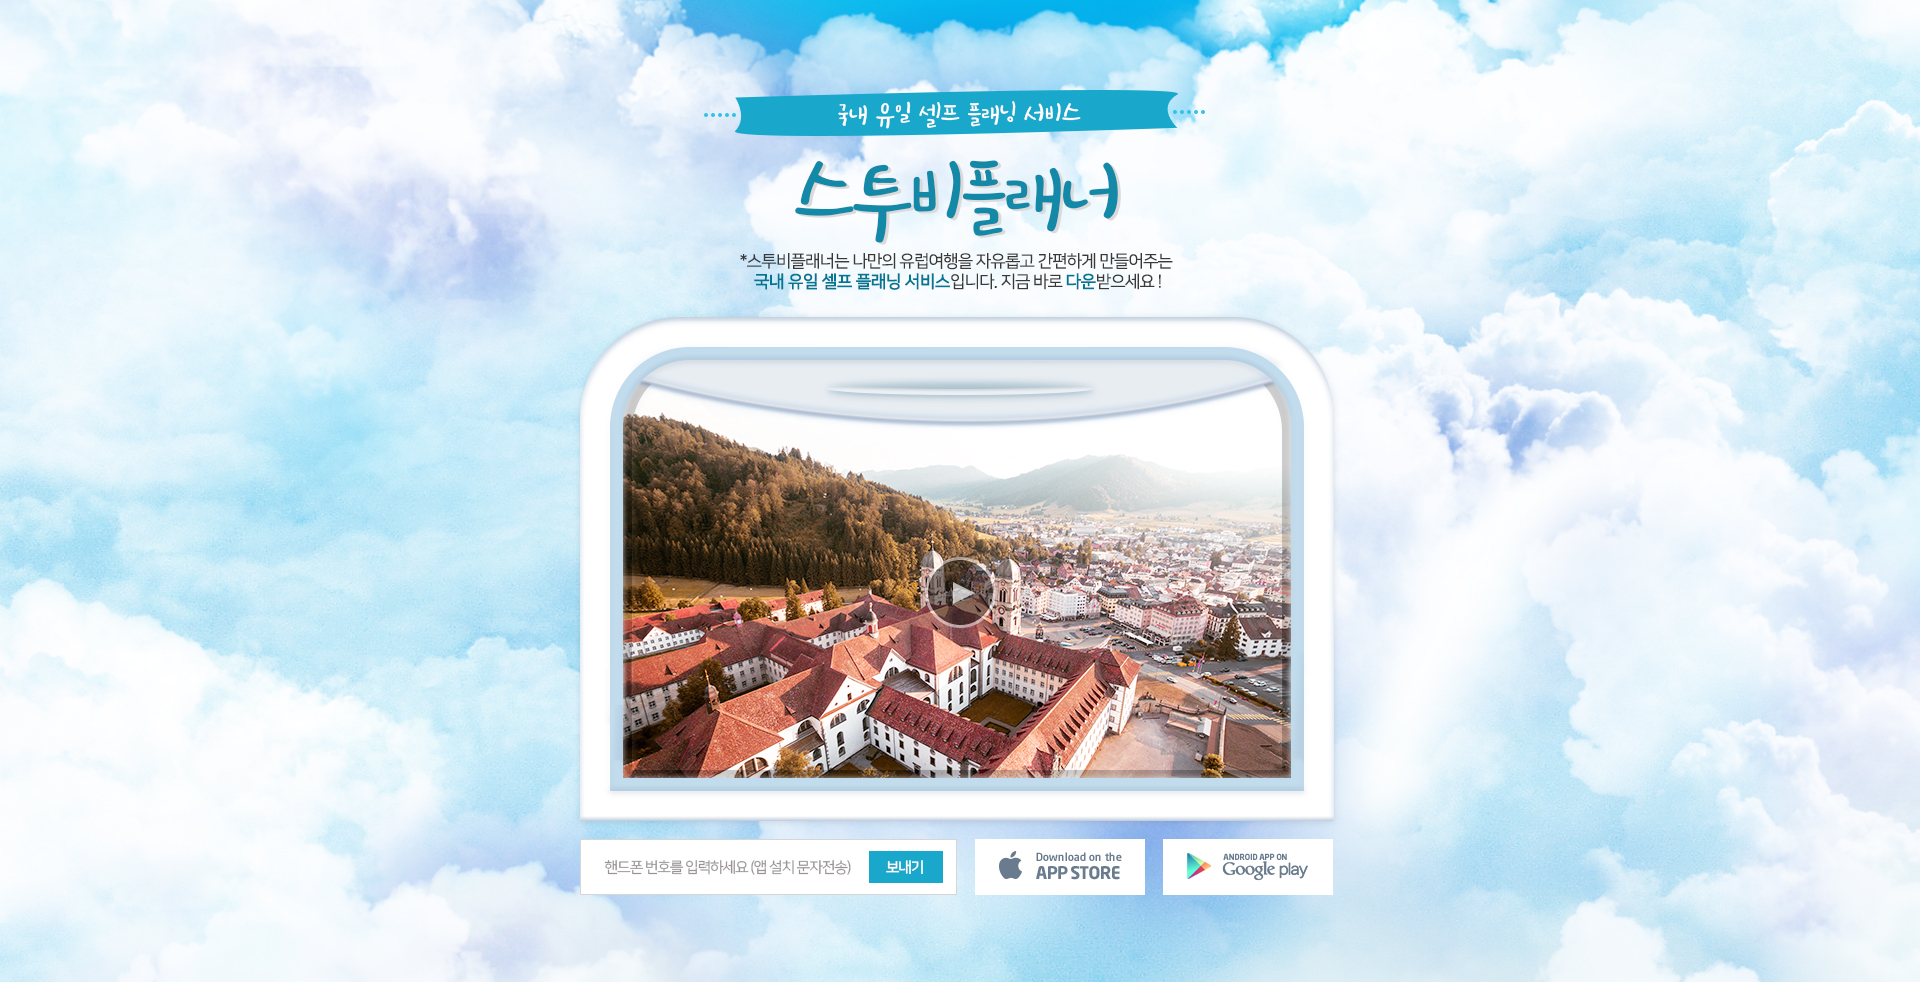 국내 유일 셀프 플래닝 서비스
스투비플래너
*스투비플래너는 나만의 유럽여행을 자유롭고 간편하게 만들어주는
국내 유일 셀프 플래닝 서비스입니다. 지금 바로 다운받으세요 !
핸드폰 번호를 입력하세요 (앱 설치 문자전송)
보내기
Download on the
APP STORE
ANDROID APP ON
Google play